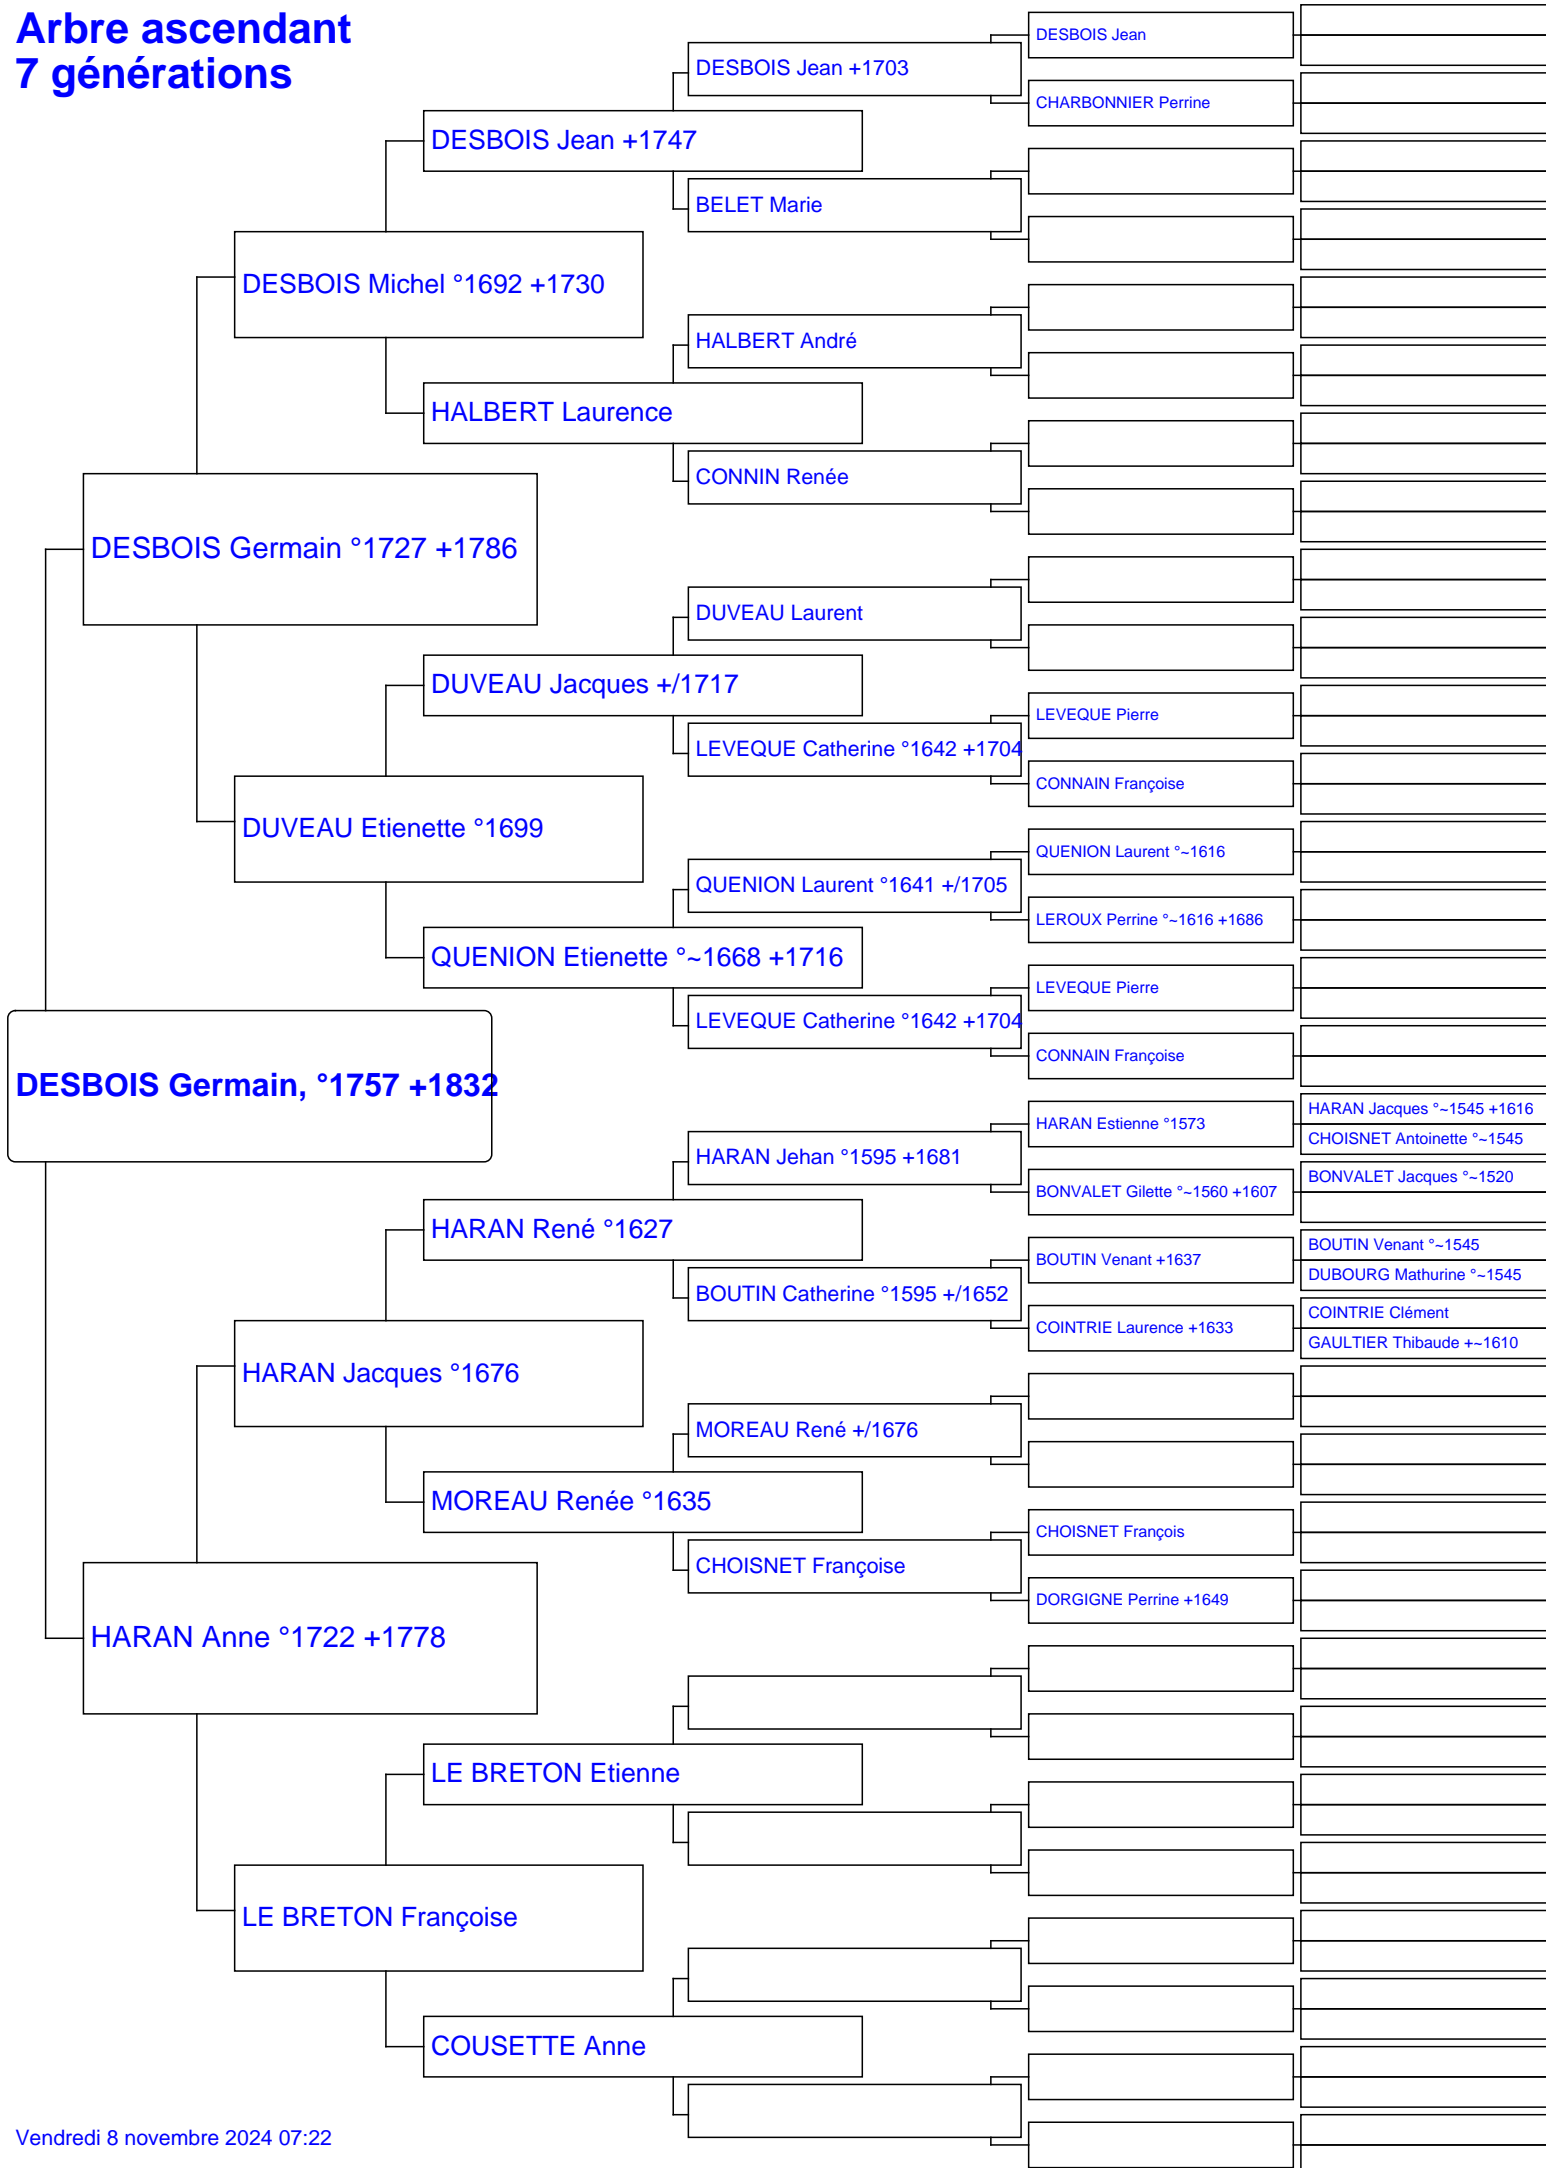 Arbre ascendant
7 générations
DESBOIS Germain, °1757 +1832
DESBOIS Germain °1727 +1786
HARAN Anne °1722 +1778
DESBOIS Michel °1692 +1730
DUVEAU Etienette °1699
HARAN Jacques °1676
LE BRETON Françoise
DESBOIS Jean +1747
HALBERT Laurence
DUVEAU Jacques +/1717
QUENION Etienette °~1668 +1716
HARAN René °1627
MOREAU Renée °1635
LE BRETON Etienne
COUSETTE Anne
DESBOIS Jean +1703
BELET Marie
HALBERT André
CONNIN Renée
DUVEAU Laurent
LEVEQUE Catherine °1642 +1704
QUENION Laurent °1641 +/1705
LEVEQUE Catherine °1642 +1704
HARAN Jehan °1595 +1681
BOUTIN Catherine °1595 +/1652
MOREAU René +/1676
CHOISNET Françoise
DESBOIS Jean
CHARBONNIER Perrine
LEVEQUE Pierre
CONNAIN Françoise
QUENION Laurent °~1616
LEROUX Perrine °~1616 +1686
LEVEQUE Pierre
CONNAIN Françoise
HARAN Estienne °1573
BONVALET Gilette °~1560 +1607
BOUTIN Venant +1637
COINTRIE Laurence +1633
CHOISNET François
DORGIGNE Perrine +1649
HARAN Jacques °~1545 +1616
CHOISNET Antoinette °~1545
BONVALET Jacques °~1520
BOUTIN Venant °~1545
DUBOURG Mathurine °~1545
COINTRIE Clément
GAULTIER Thibaude +~1610
Vendredi 8 novembre 2024 07:22